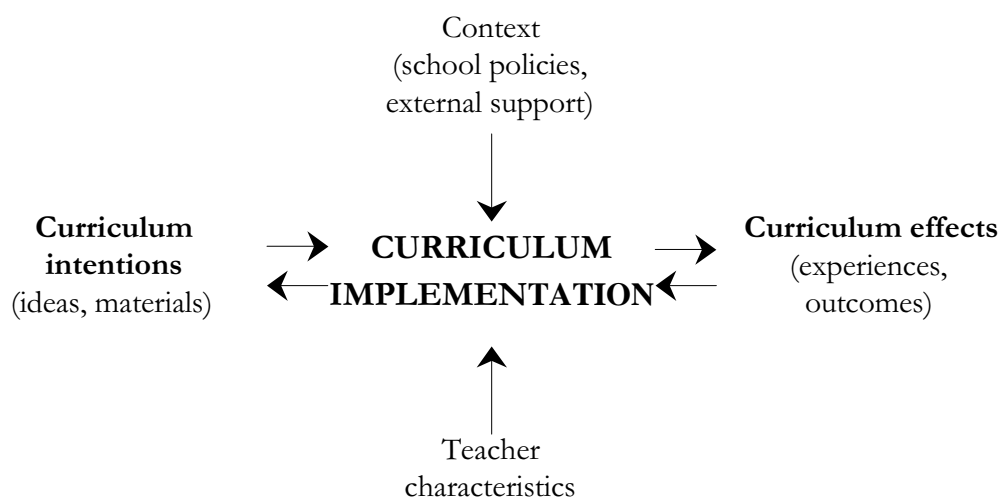 Context
(school policies,
external support)
Curriculum
intentions
(ideas, materials)
CURRICULUM
IMPLEMENTATION
Curriculum effects
(experiences,
outcomes)
Teacher
characteristics